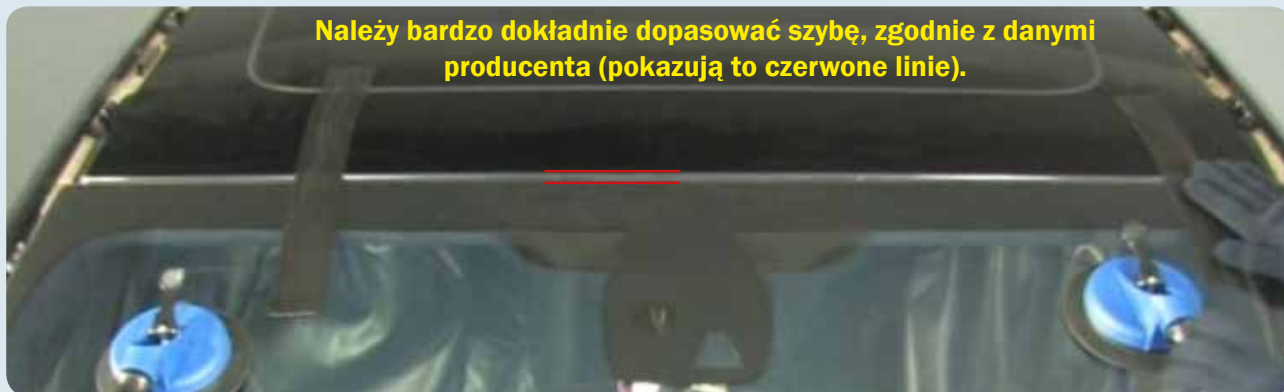 Należy bardzo dokładnie dopasować szybę, zgodnie z danymi
producenta (pokazują to czerwone linie).